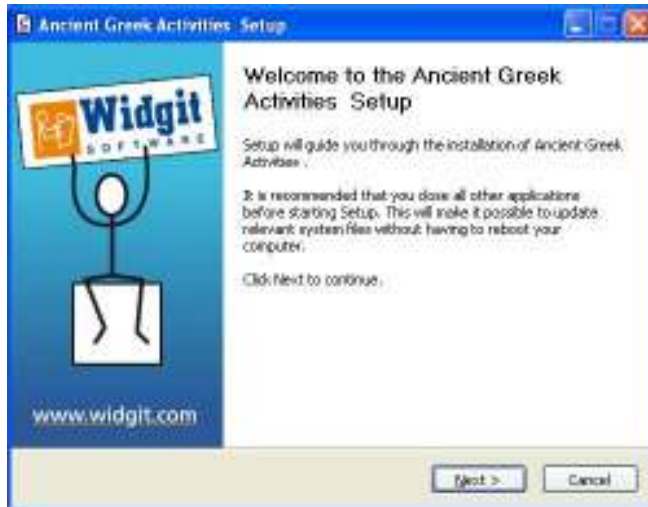 Ancient Greek Activities Setup
Widgit
SOFTWARE
www.widgit.com
Welcome to the Ancient Greek
Activities Setup
Setup will guide you through the installation of Ancient Greek
Activities .
It is recommended that you close all other applications
before starting Setup. This will make it possible to update
relevant system files without having to reboot your
computer.
Click Next to continue.
Next >
Cancel